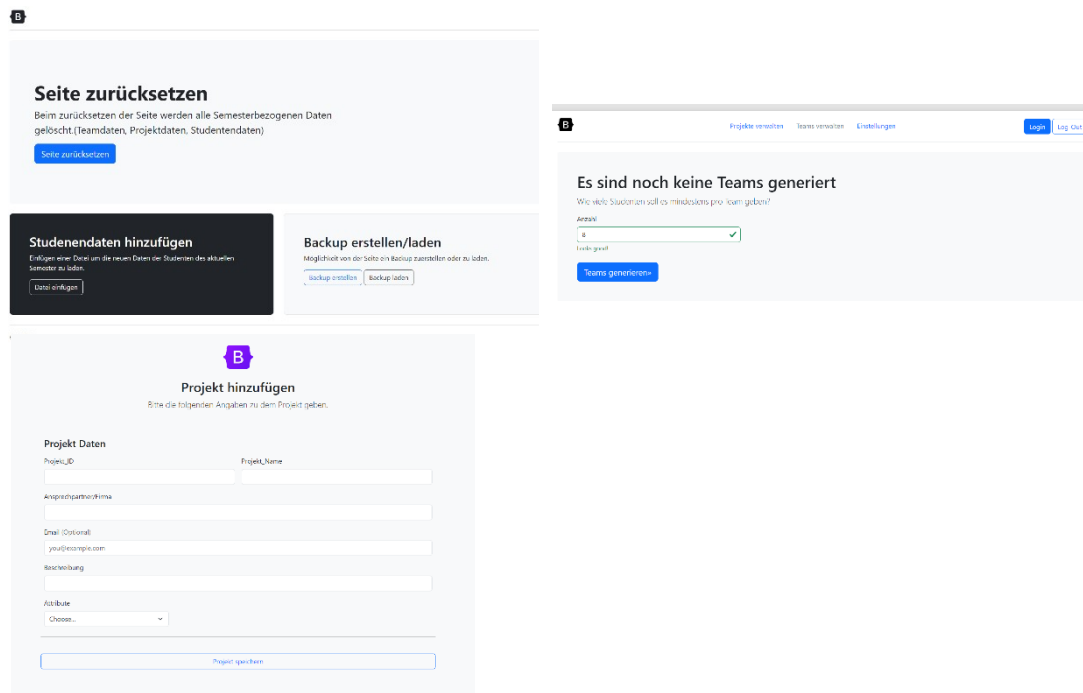 B
Seite zurücksetzen
Beim zurücksetzen der Seite werden alle Semesterbezogenen Daten
gelöscht.(Teamdaten, Projektdaten, Studentendaten)
Seite zurücksetzen
Studenendaten hinzufügen
Einfügen einer Datei um die neuen Daten der Studenten des aktuellen
Semester zu laden.
Datei einfügen
Backup erstellen/laden
Möglichkeit von der Seite ein Backup zuerstellen oder zu laden.
Backup erstellen Backup laden
B
Projekt hinzufügen
Bitte die folgenden Angaben zu dem Projekt geben.
Projekt Daten
Projekt_ID Projekt_Name
Ansprechpartner/Firma
Email (Optional)
you@example.com
Beschreibung
Attribute
Choose...
Projekt speichern
B Projekte verwalten Teams verwalten Einstellungen Login Log Out
Es sind noch keine Teams generiert
Wie viele Studenten soll es mindestens pro Team geben?
Anzahl
8
Looks good!
Teams generieren»